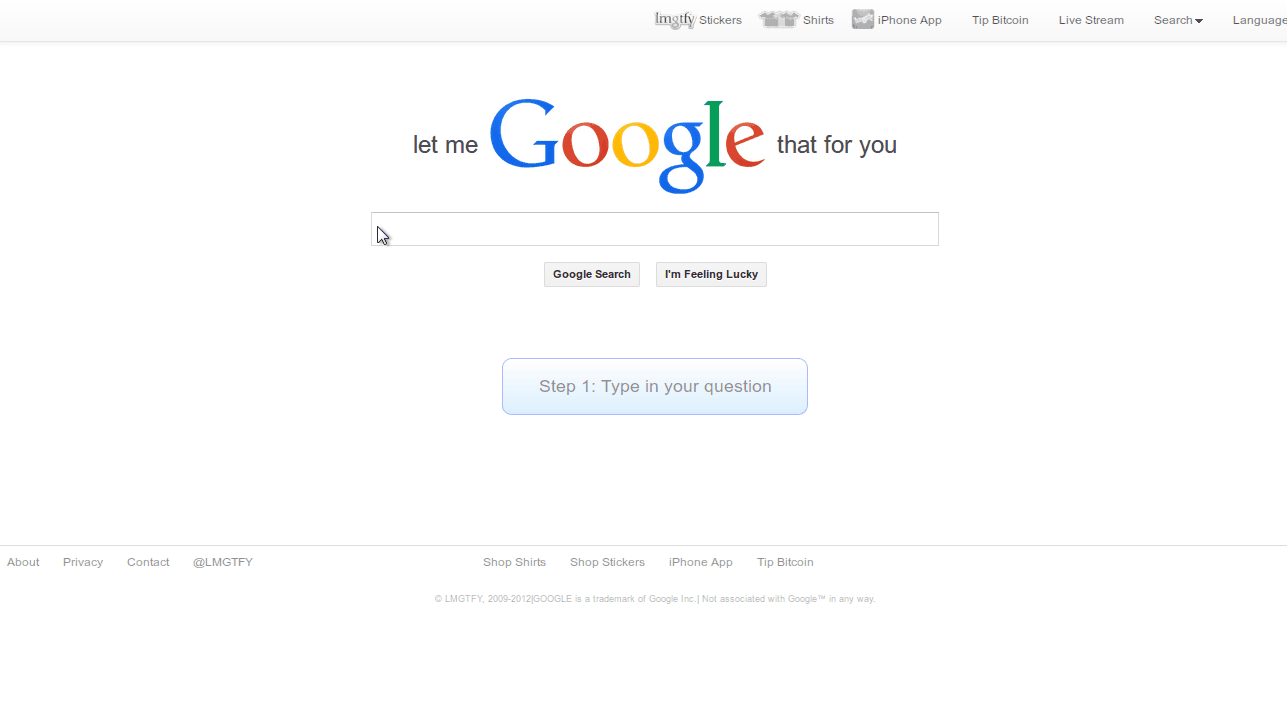 lmgtfy Stickers Shirts iPhone App Tip Bitcoin Live Stream Search Language
let me Google that for you
Google Search I'm Feeling Lucky
Step 1: Type in your question
About Privacy Contact @LMGTFY Shop Shirts Shop Stickers iPhone App Tip Bitcoin
© LMGTFY, 2009-2012|GOOGLE is a trademark of Google Inc.| Not associated with Google™ in any way.